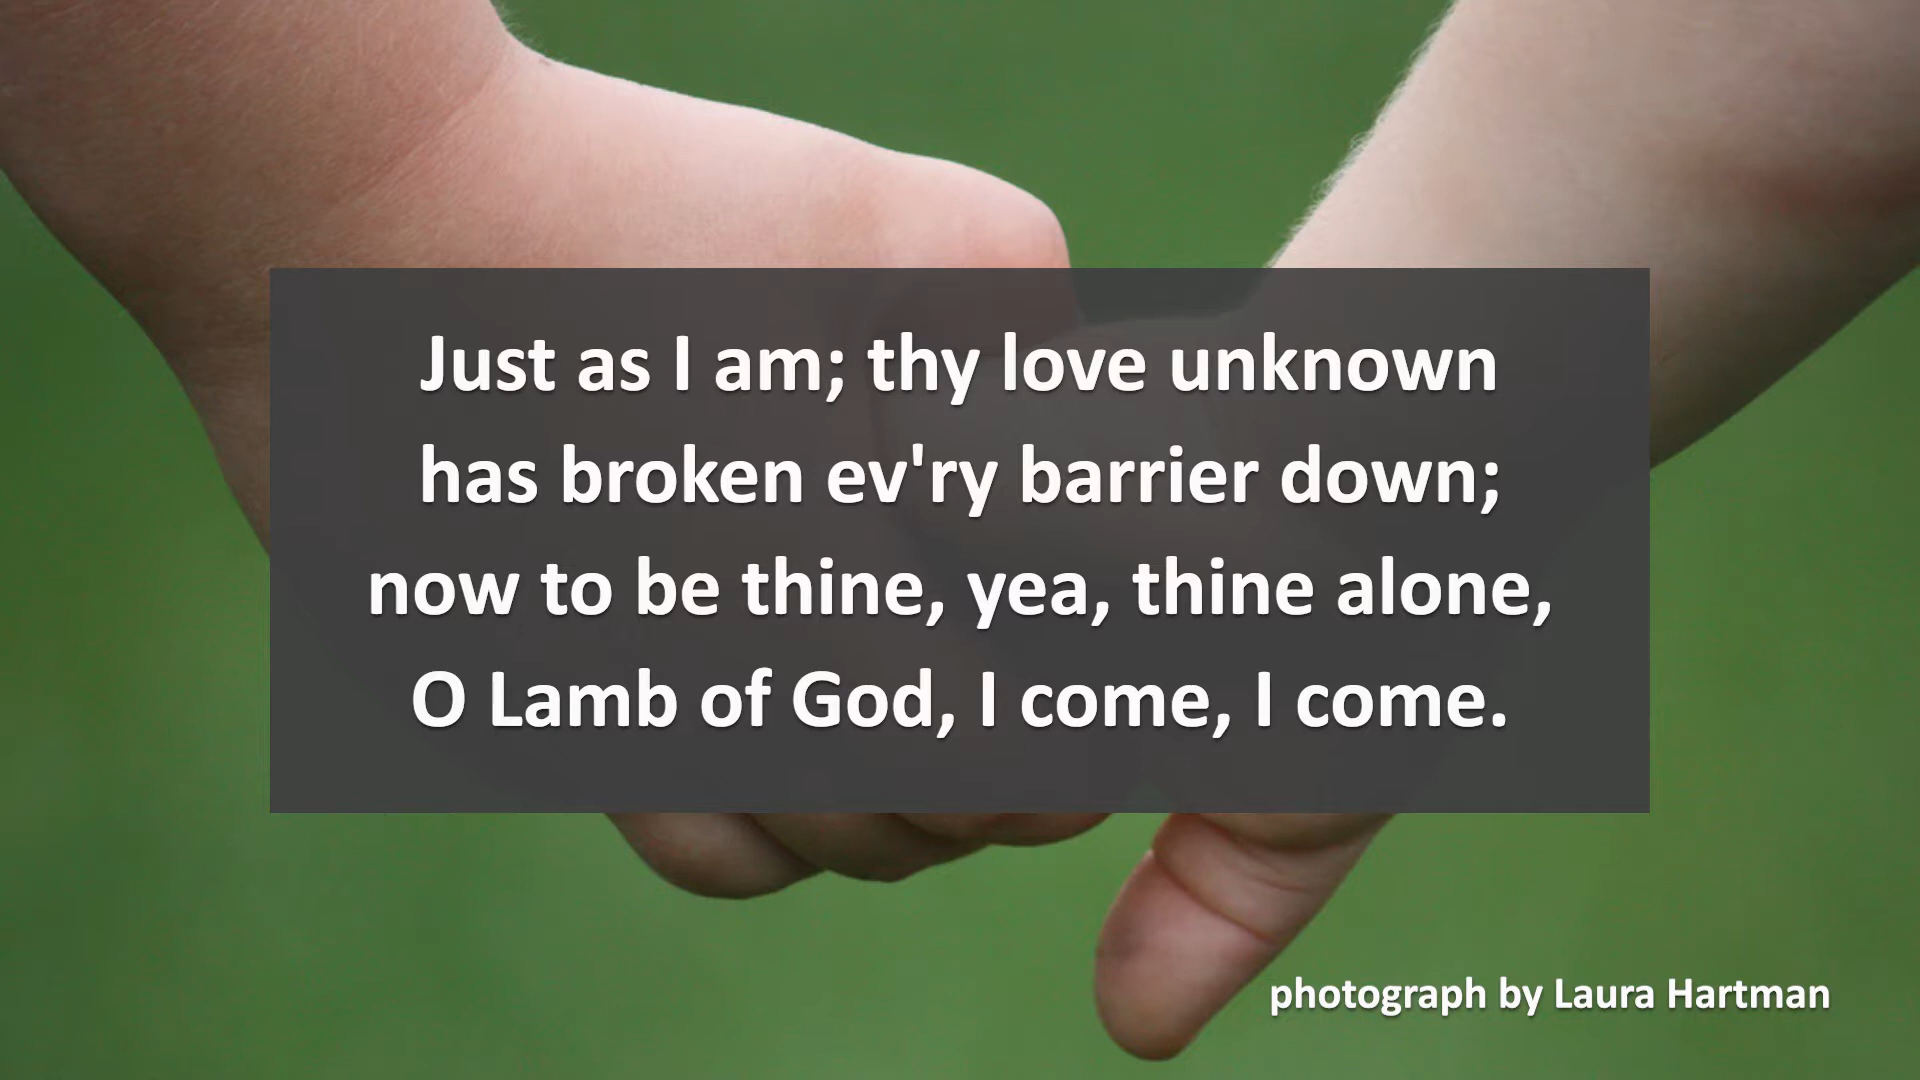 Just as I am; thy love unknown
has broken ev'ry barrier down;
now to be thine, yea, thine alone,
O Lamb of God, I come, I come.
photograph by Laura Hartman